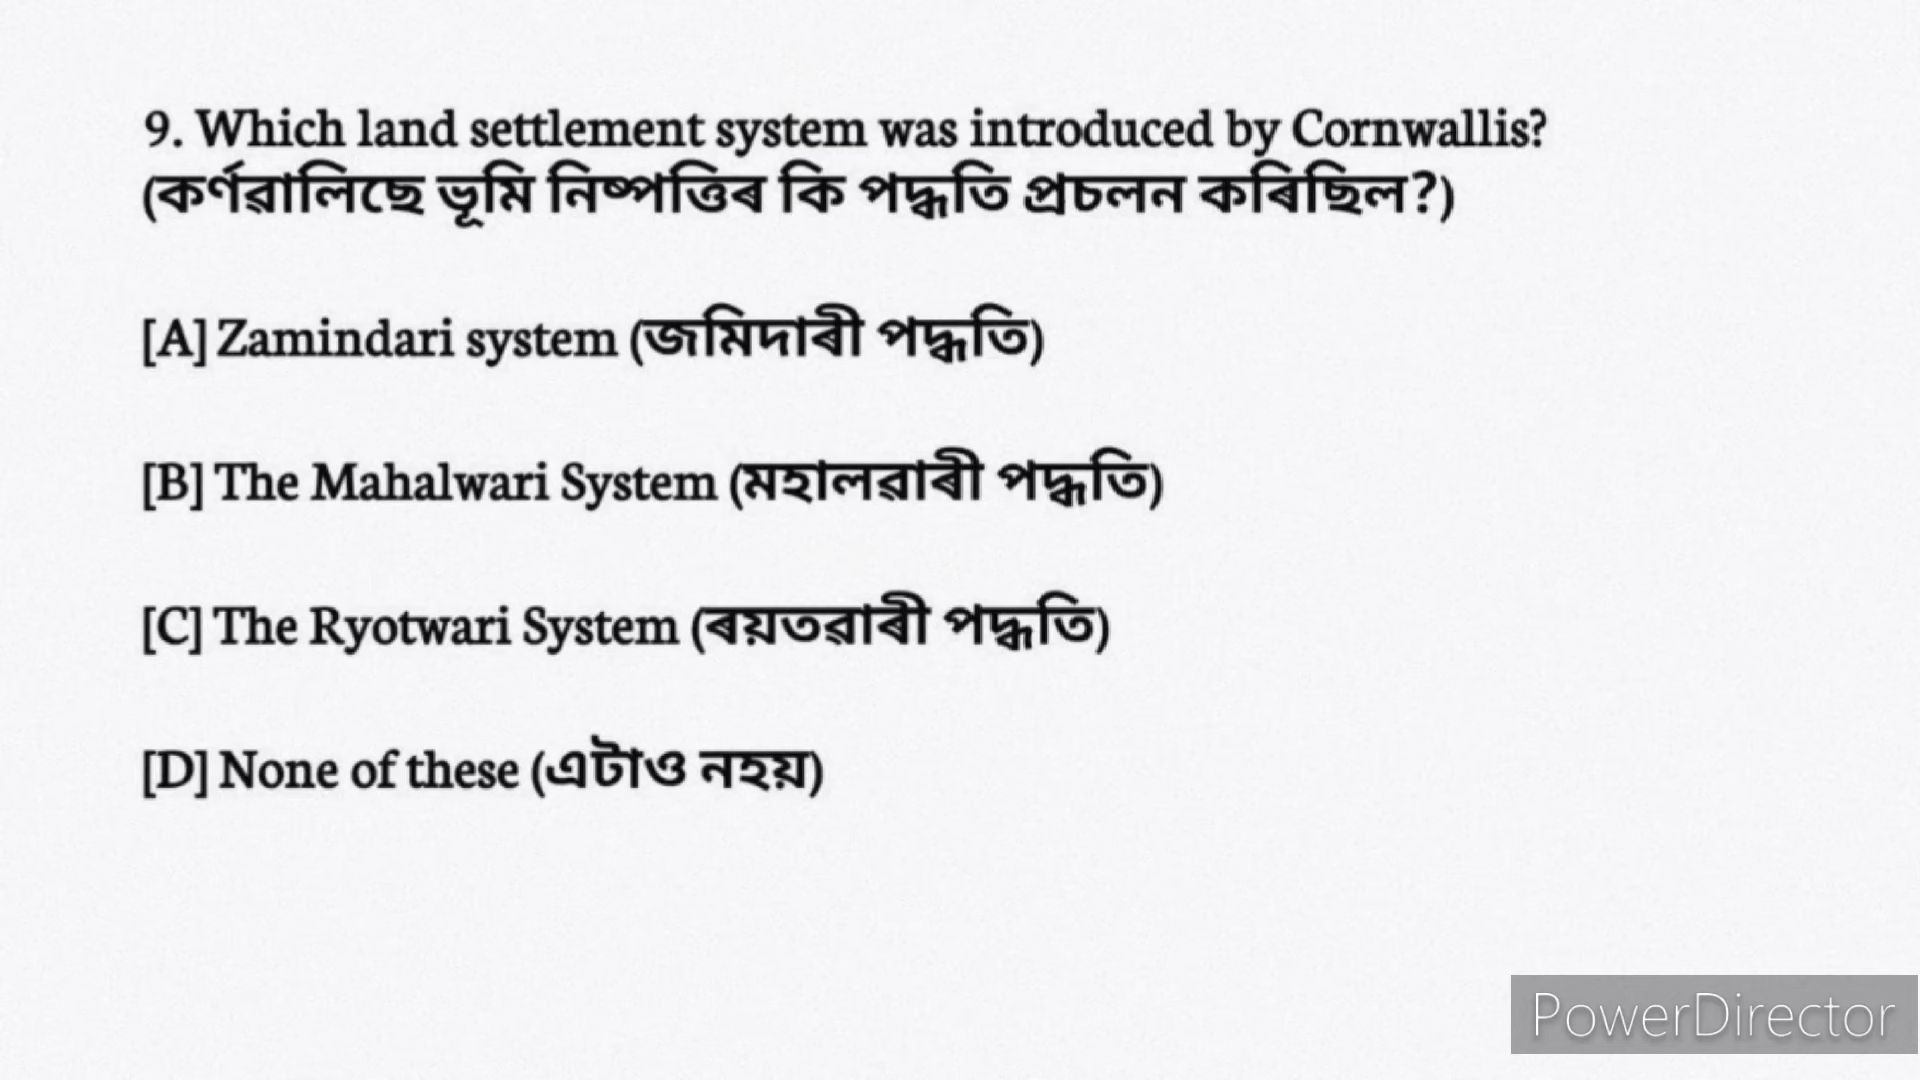 9. Which land settlement system was introduced by Cornwallis?
(কৰ্ণৱালিছে ভূমি নিষ্পত্তিৰ কি পদ্ধতি প্ৰচলন কৰিছিল?)
[A] Zamindari system (জমিদাৰী পদ্ধতি)
[B] The Mahalwari System (মহালৱাৰী পদ্ধতি)
[C] The Ryotwari System (ৰয়তৱাৰী পদ্ধতি)
[D] None of these (এটাও নহয়)
PowerDirector